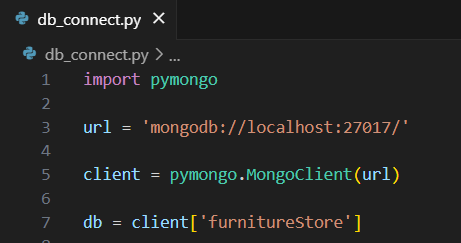 db_connect.py
db_connect.py > ...
1 import pymongo
2
3 url = 'mongodb://localhost:27017/'
4
5 client = pymongo.MongoClient(url)
6
7 db = client['furnitureStore']